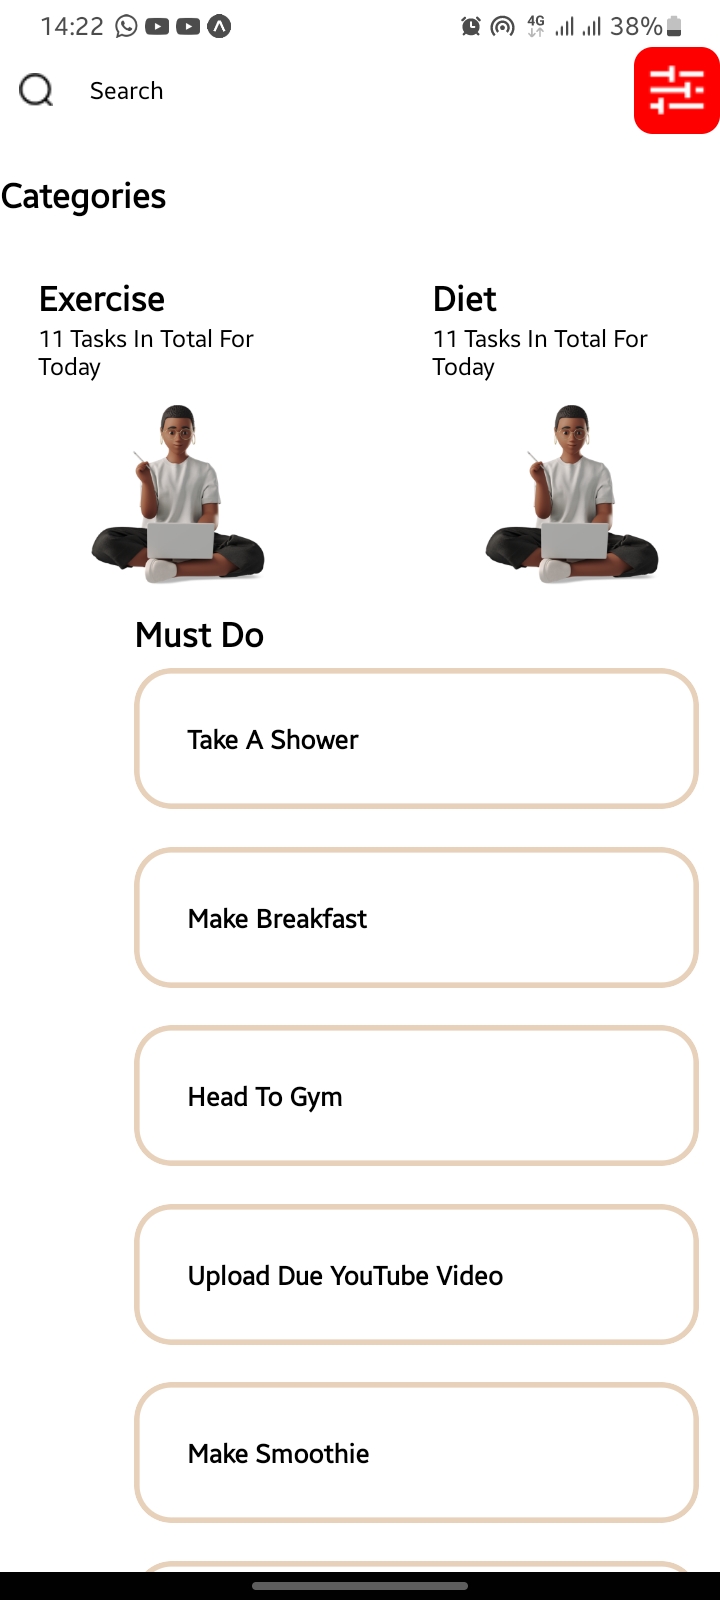 14:22 4G 38%
Search
Categories
Exercise
11 Tasks In Total For
Today
Diet
11 Tasks In Total For
Today
Must Do
Take A Shower
Make Breakfast
Head To Gym
Upload Due YouTube Video
Make Smoothie